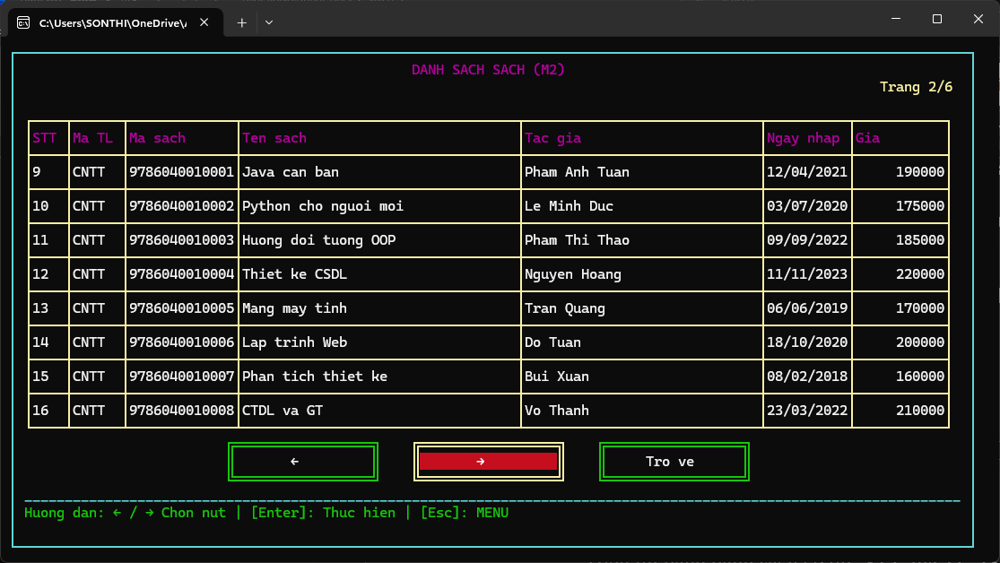 C:\Users\SONTHI\OneDrive\
DANH SACH SACH (M2)
Trang 2/6
STT Ma TL Ma sach Ten sach Tac gia Ngay nhap Gia
9 CNTT 9786040010001 Java can ban Pham Anh Tuan 12/04/2021 190000
10 CNTT 9786040010002 Python cho nguoi moi Le Minh Duc 03/07/2020 175000
11 CNTT 9786040010003 Huong doi tuong OOP Pham Thi Thao 09/09/2022 185000
12 CNTT 9786040010004 Thiet ke CSDL Nguyen Hoang 11/11/2023 220000
13 CNTT 9786040010005 Mang may tinh Tran Quang 06/06/2019 170000
14 CNTT 9786040010006 Lap trinh Web Do Tuan 18/10/2020 200000
15 CNTT 9786040010007 Phan tich thiet ke Bui Xuan 08/02/2018 160000
16 CNTT 9786040010008 CTDL va GT Vo Thanh 23/03/2022 210000
← → Tro ve
Huong dan: ← / → Chon nut | [Enter]: Thuc hien | [Esc]: MENU